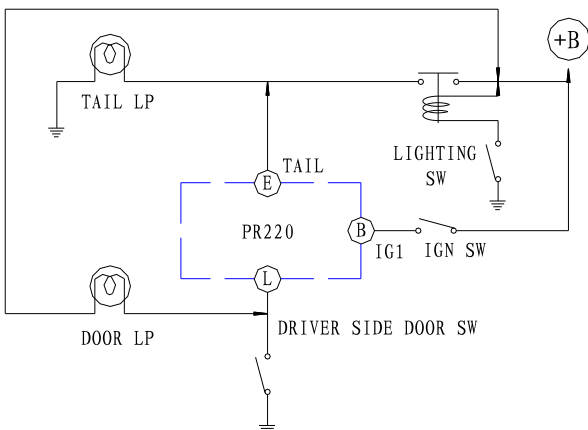 +B
TAIL LP
LIGHTING
SW
TAIL
E
PR220
B
IG1
IGN SW
L
DOOR LP
DRIVER SIDE DOOR SW